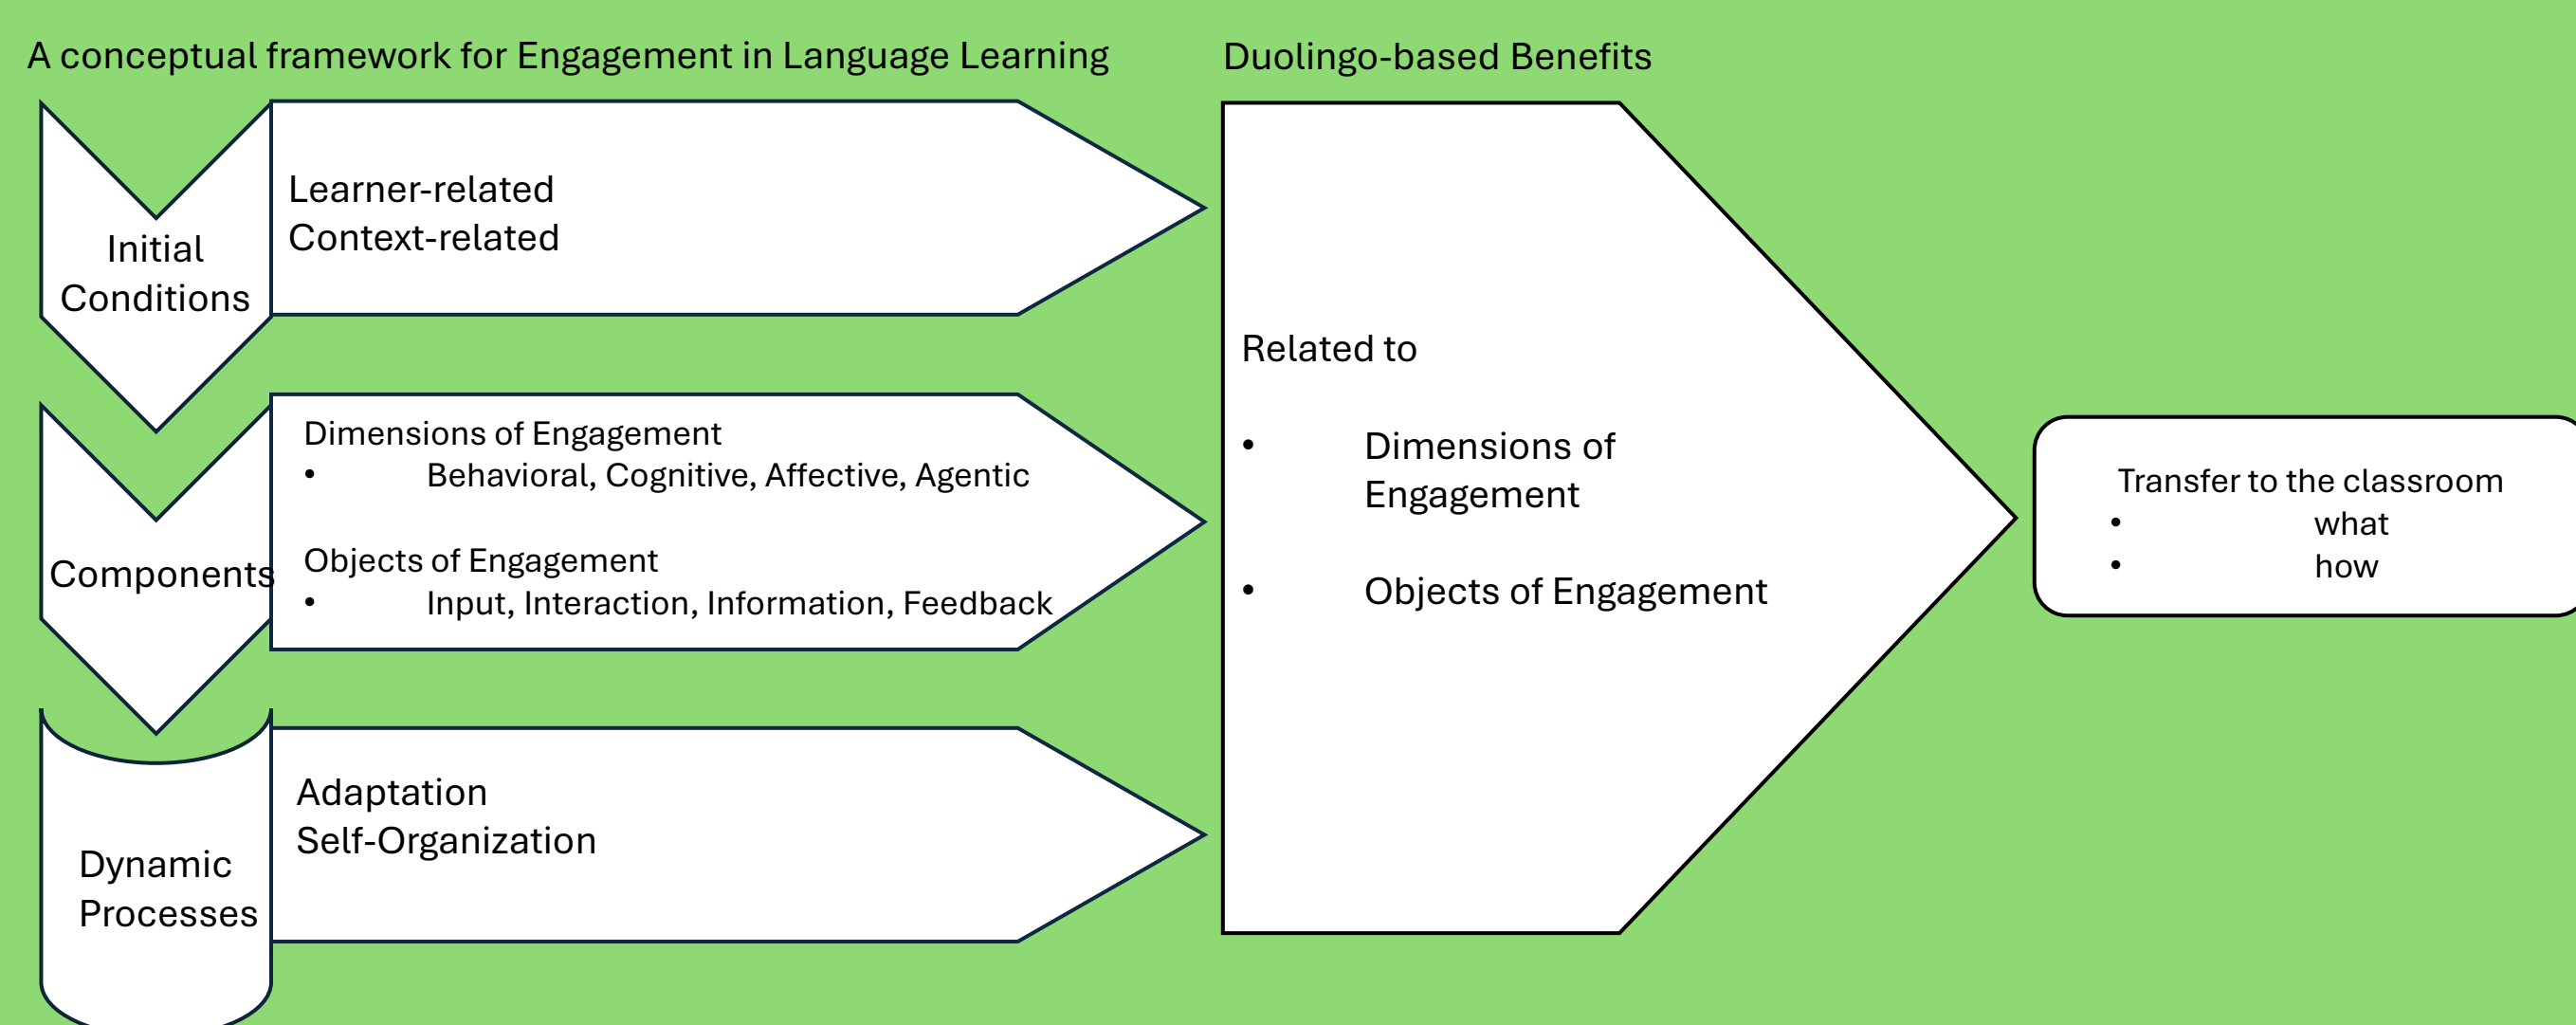 A conceptual framework for Engagement in Language Learning
Initial
Conditions
Learner-related
Context-related
Components
Dimensions of Engagement
• Behavioral, Cognitive, Affective, Agentic
Objects of Engagement
• Input, Interaction, Information, Feedback
Dynamic
Processes
Adaptation
Self-Organization
Duolingo-based Benefits
Related to
• Dimensions of
Engagement
• Objects of Engagement
Transfer to the classroom
• what
• how